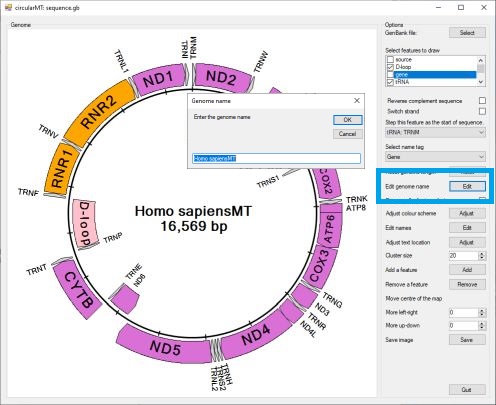 circularMT: sequence.gb
Genome
Options
GenBank file:
Select
Select features to draw
source
D-loop
gene
tRNA
Reverse complement sequence
Switch strand
Step this feature as the start of sequence
tRNA: TRNM
Select name tag
Gene
Edit genome name
Edit
Adjust colour scheme
Adjust
Edit names
Edit
Adjust text location
Adjust
Cluster size
20
Add a feature
Add
Remove a feature
Remove
Move centre of the map
More left-right
0
More up-down
0
Save image
Save
Quit
Genome name
Enter the genome name
OK
Cancel
Homo sapiensMT
Homo sapiensMT
16,569 bp
TRNI
TRNM
ND2
TRNW
TRNS1
COX2
TRNK
ATP8
ATP6
COX3
TRNG
ND3
TRNR
ND4L
ND4
TRNH
TRNS2
TRNL2
ND5
ND6
TRNE
CYTB
TRNT
TRNP
D-loop
TRNF
RNR1
TRNV
RNR2
TRNL1
ND1